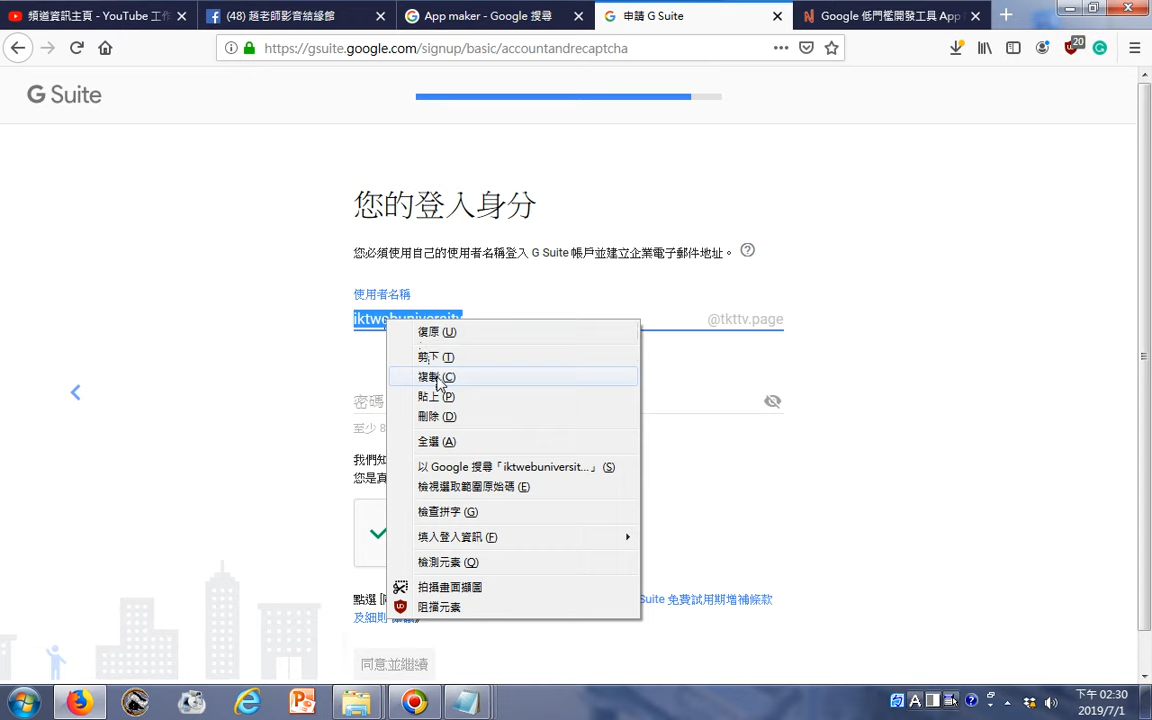 頻道資訊主頁 - YouTube 工作
(48) 趙老師影音結緣館
App maker - Google 搜尋
申請 G Suite
Google 低門檻開發工具 App
https://gsuite.google.com/signup/basic/accountandrecaptcha
20
G Suite
您的登入身分
您必須使用自己的使用者名稱登入 G Suite 帳戶並建立企業電子郵件地址。
使用者名稱
iktwebuniversity
@tkttv.page
復原 (U)
剪下 (T)
複製 (C)
貼上 (P)
刪除 (D)
全選 (A)
以 Google 搜尋「iktwebuniversit...」 (S)
檢視選取範圍原始碼 (E)
檢查拼字 (G)
填入登入資訊 (F)
檢測元素 (Q)
拍攝畫面擷圖
阻擋元素
密碼
至少 8
我們
您是真
點選 [同
Suite 免費試用期增補條款
及細則
同意並繼續
下午 02:30
2019/7/1